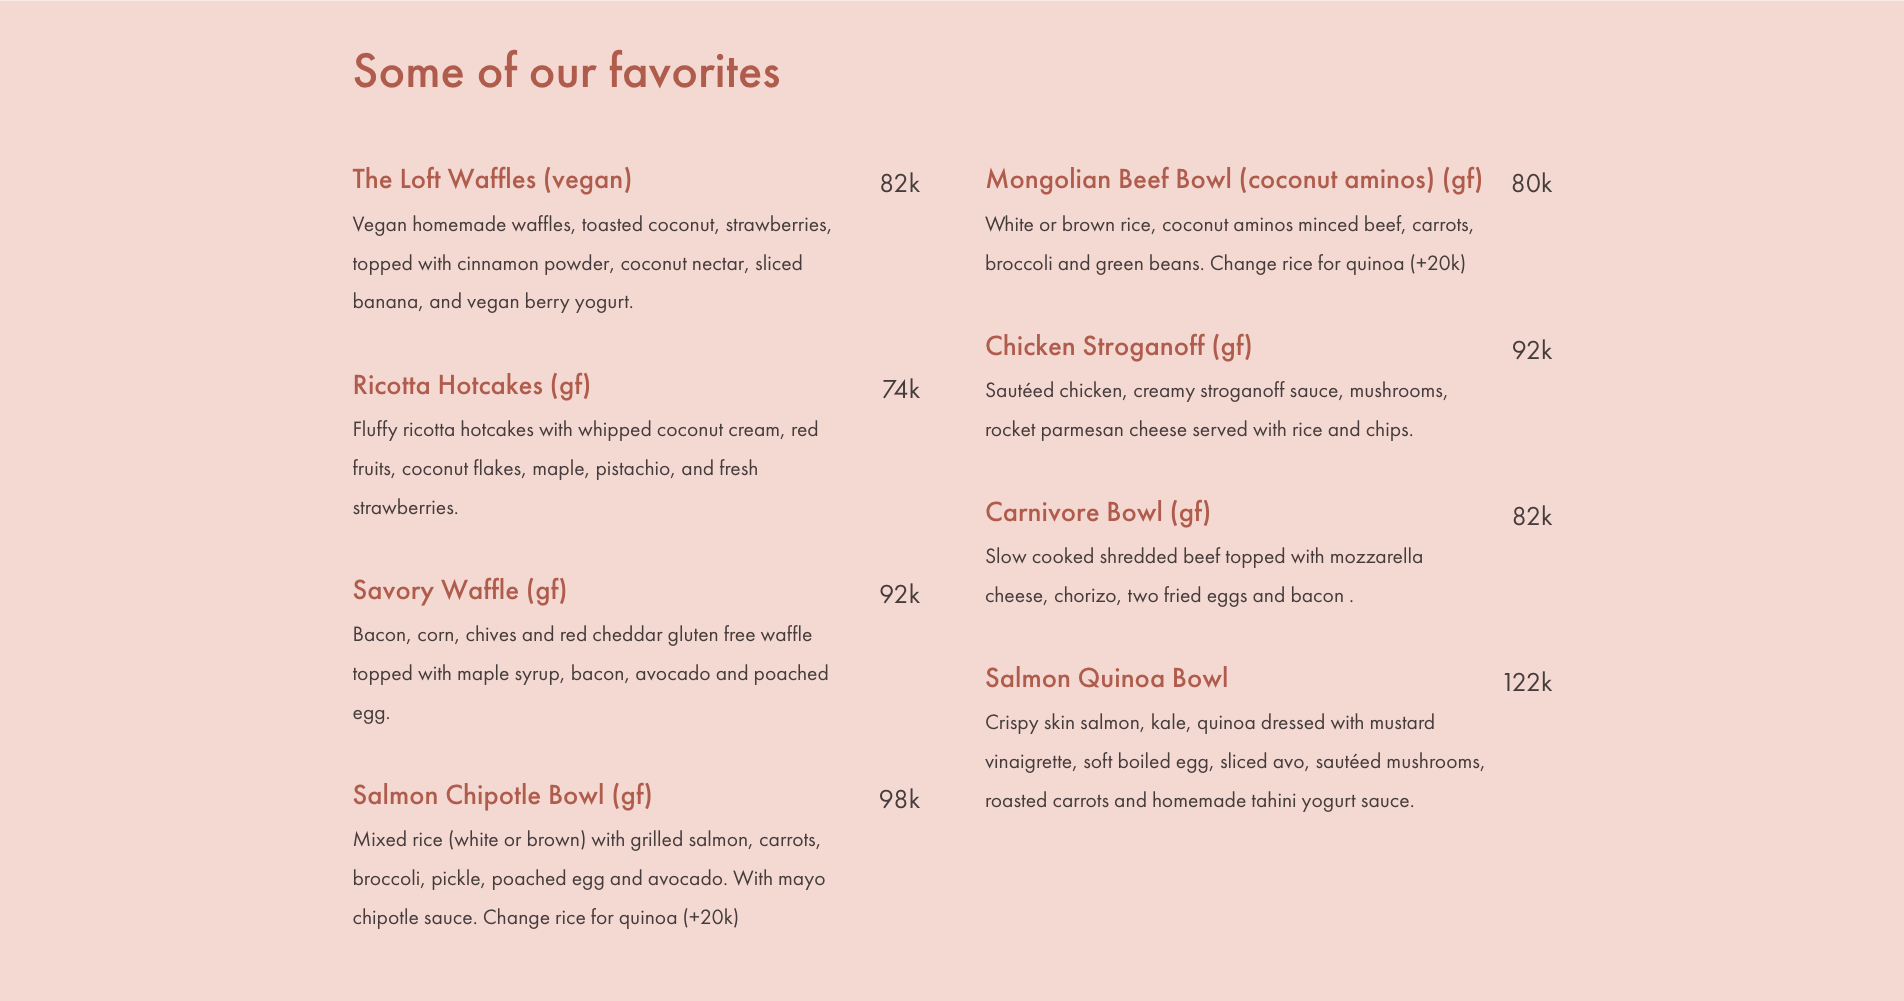 Some of our favorites
The Loft Waffles (vegan) 82k
Vegan homemade waffles, toasted coconut, strawberries,
topped with cinnamon powder, coconut nectar, sliced
banana, and vegan berry yogurt.
Ricotta Hotcakes (gf) 74k
Fluffy ricotta hotcakes with whipped coconut cream, red
fruits, coconut flakes, maple, pistachio, and fresh
strawberries.
Savory Waffle (gf) 92k
Bacon, corn, chives and red cheddar gluten free waffle
topped with maple syrup, bacon, avocado and poached
egg.
Salmon Chipotle Bowl (gf) 98k
Mixed rice (white or brown) with grilled salmon, carrots,
broccoli, pickle, poached egg and avocado. With mayo
chipotle sauce. Change rice for quinoa (+20k)
Mongolian Beef Bowl (coconut aminos) (gf) 80k
White or brown rice, coconut aminos minced beef, carrots,
broccoli and green beans. Change rice for quinoa (+20k)
Chicken Stroganoff (gf) 92k
Sautéed chicken, creamy stroganoff sauce, mushrooms,
rocket parmesan cheese served with rice and chips.
Carnivore Bowl (gf) 82k
Slow cooked shredded beef topped with mozzarella
cheese, chorizo, two fried eggs and bacon .
Salmon Quinoa Bowl 122k
Crispy skin salmon, kale, quinoa dressed with mustard
vinaigrette, soft boiled egg, sliced avo, sautéed mushrooms,
roasted carrots and homemade tahini yogurt sauce.